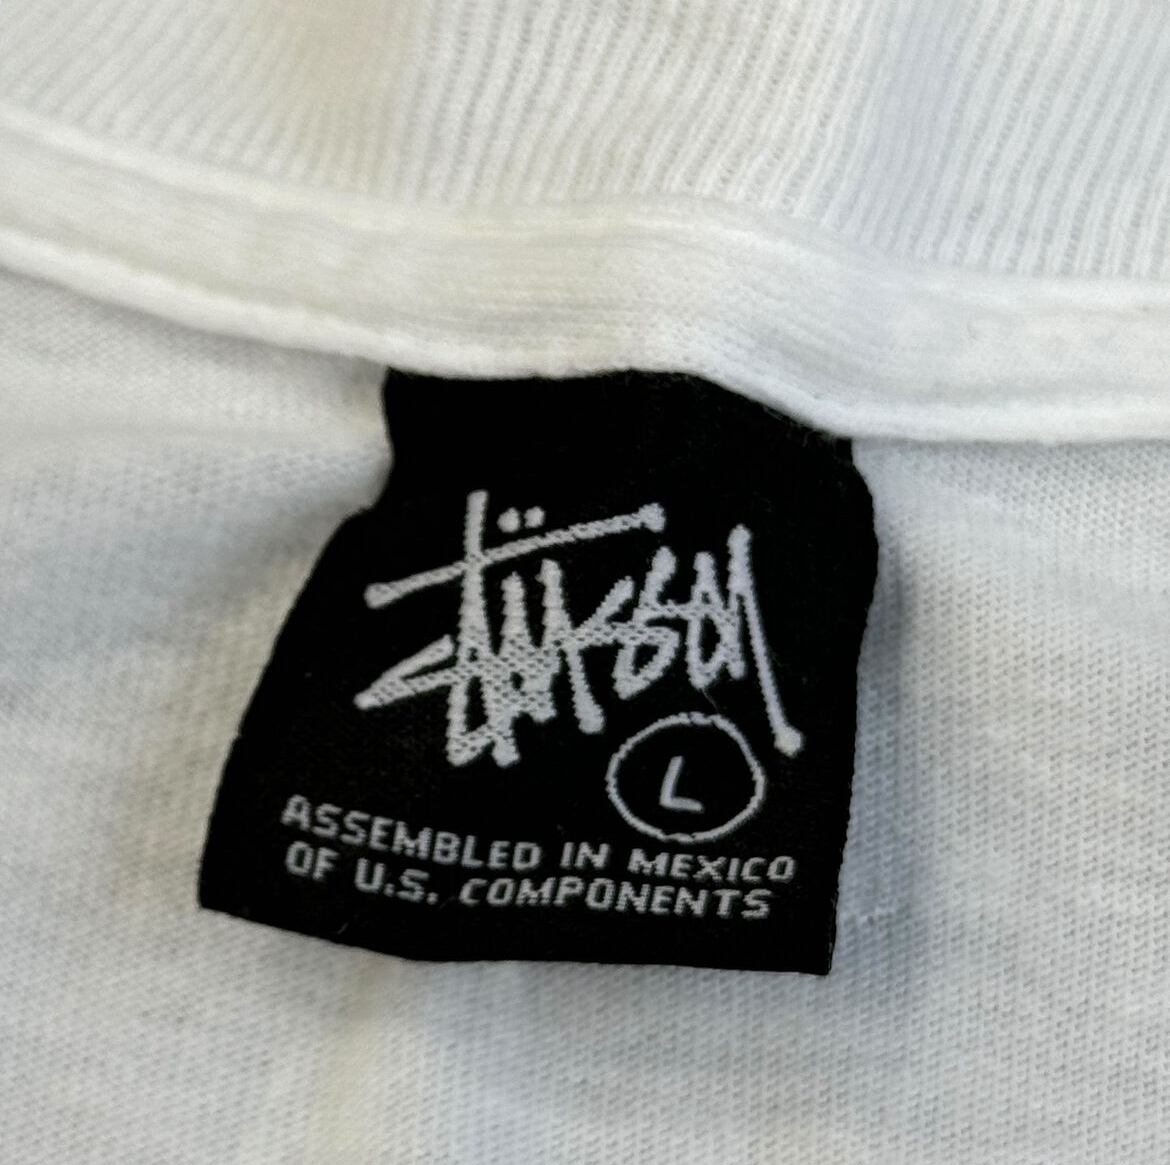 Stüssy
L
ASSEMBLED IN MEXICO
OF U.S. COMPONENTS